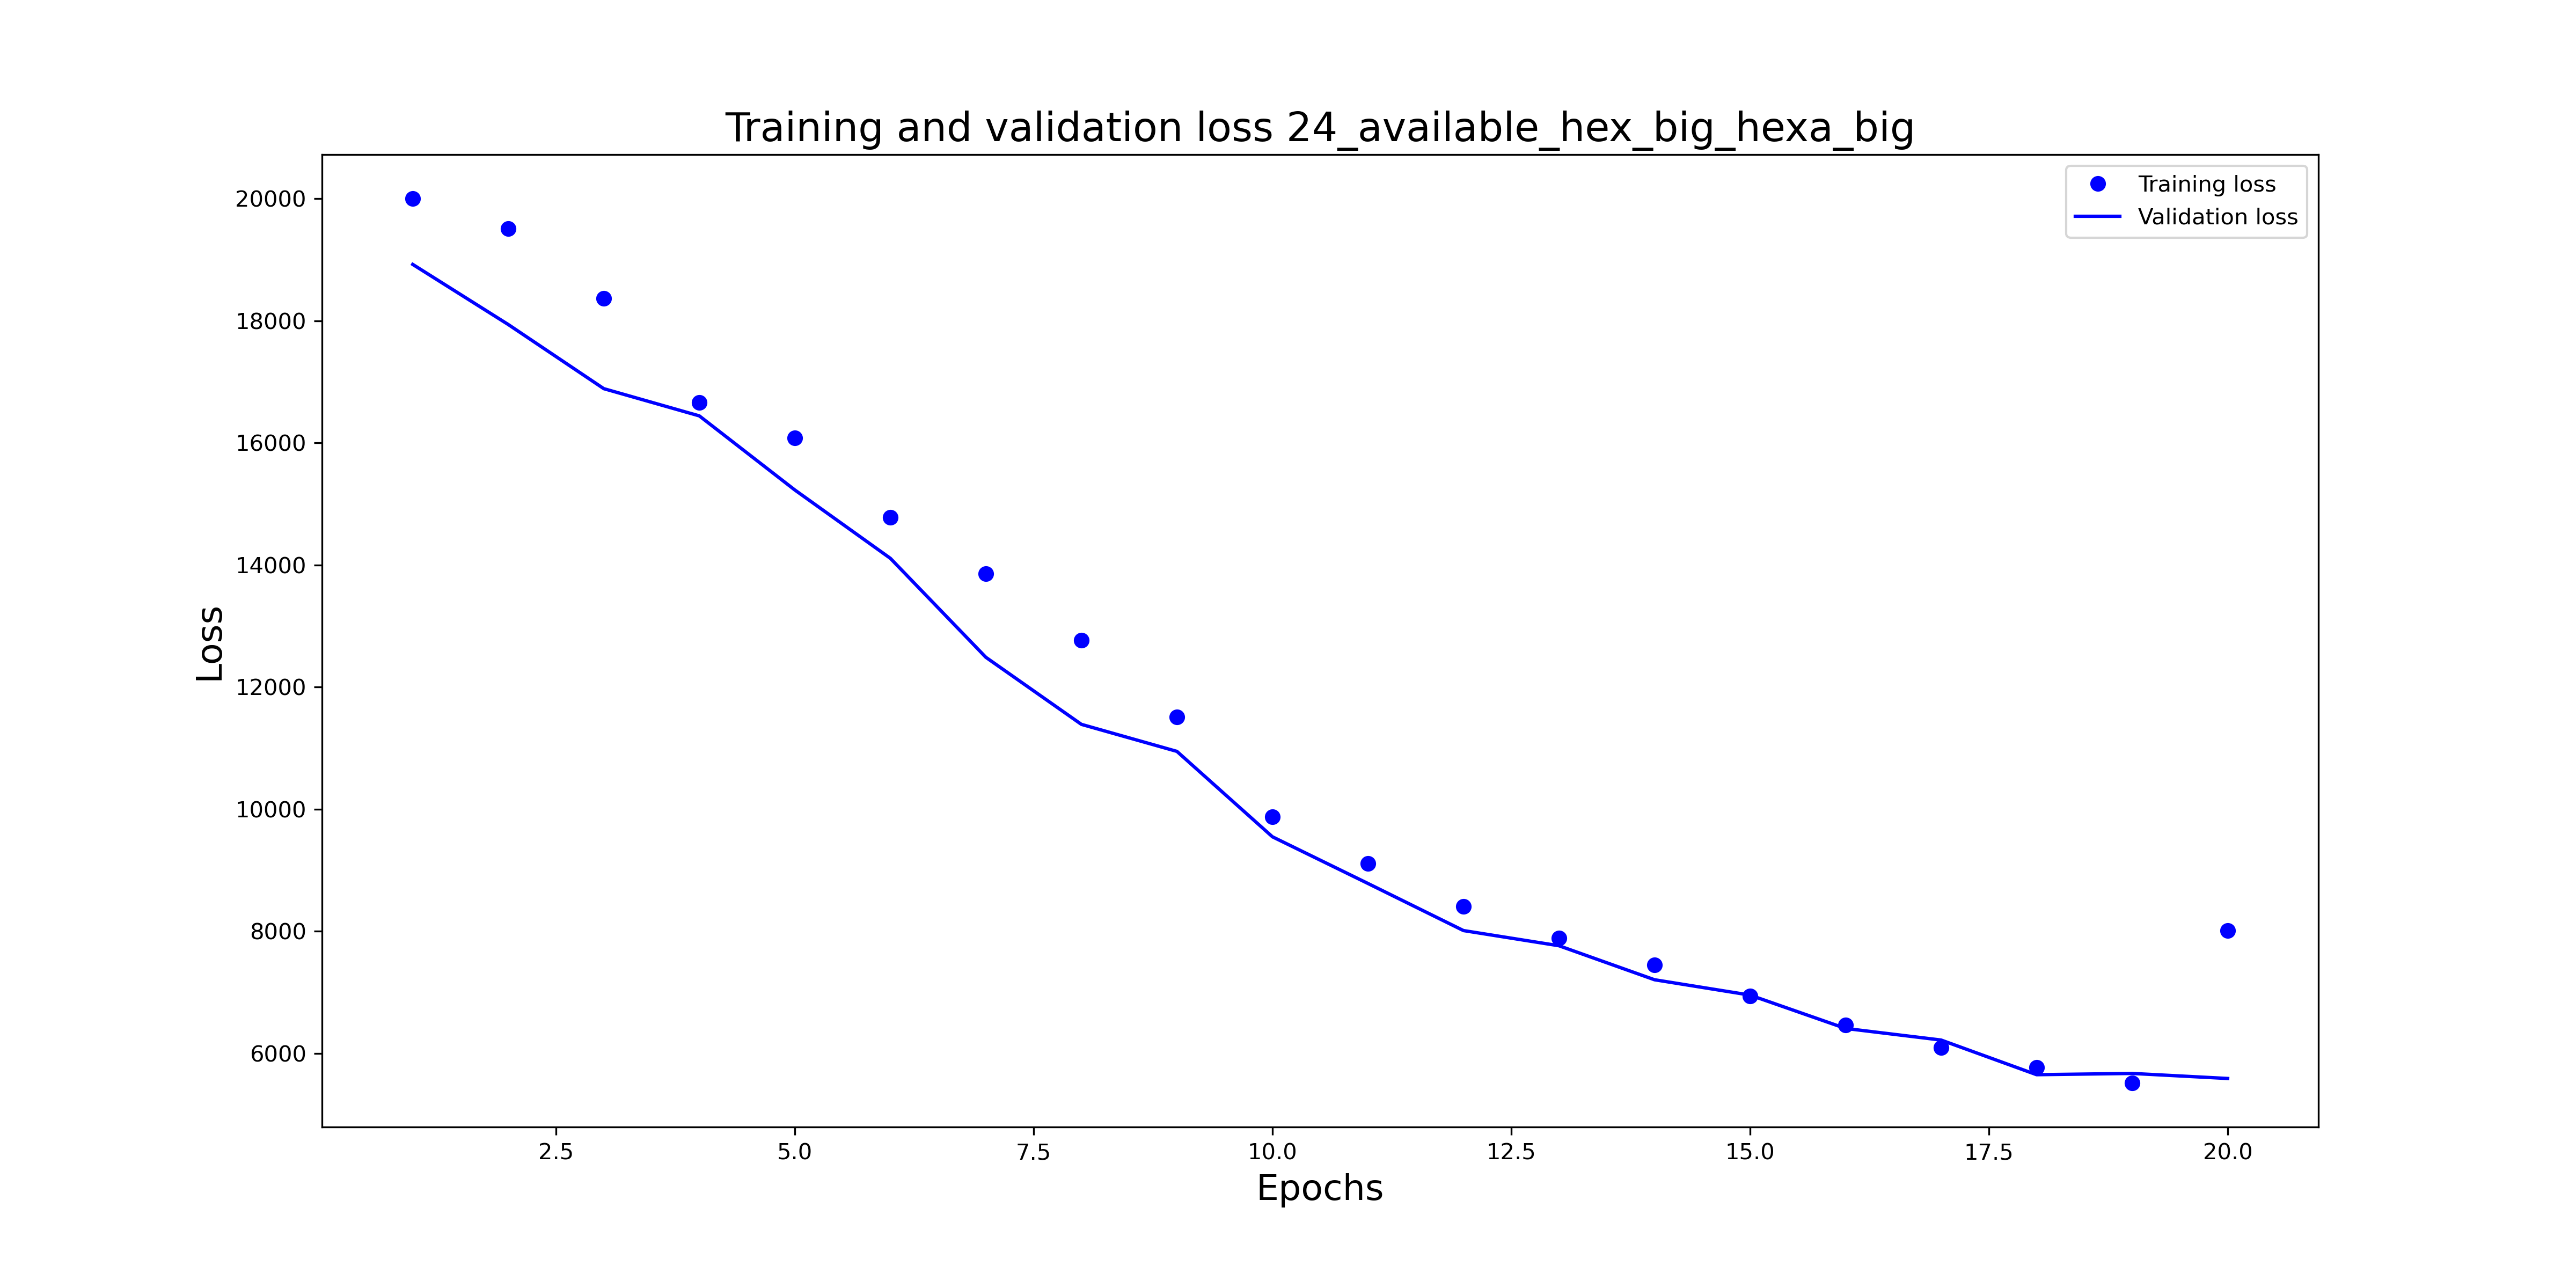 Training and validation loss 24_available_hex_big_hexa_big
Training loss
Validation loss
20000
18000
16000
14000
12000
10000
8000
6000
Loss
2.5 5.0 7.5 10.0 12.5 15.0 17.5 20.0
Epochs